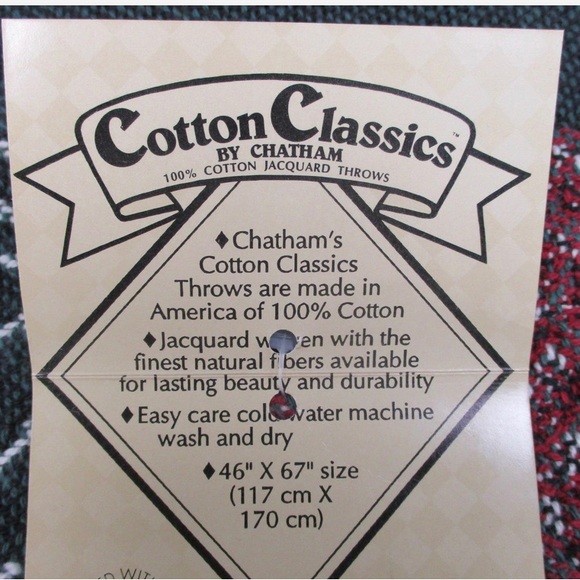 Cotton Classics™
BY CHATHAM
100% COTTON JACQUARD THROWS
♦Chatham's
Cotton Classics
Throws are made in
America of 100% Cotton
♦Jacquard woven with the
finest natural fibers available
for lasting beauty and durability
♦Easy care cold water machine
wash and dry
♦46" X 67" size
(117 cm X
170 cm)